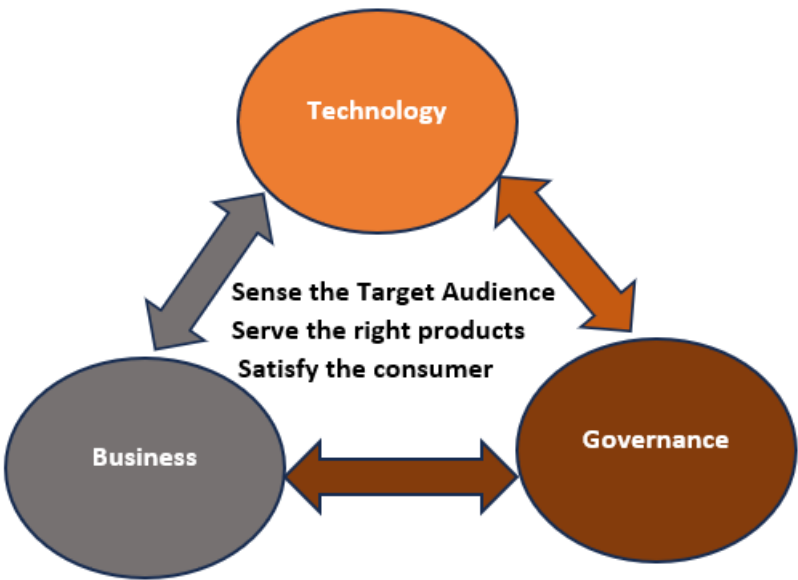 Technology
Sense the Target Audience
Serve the right products
Satisfy the consumer
Business
Governance